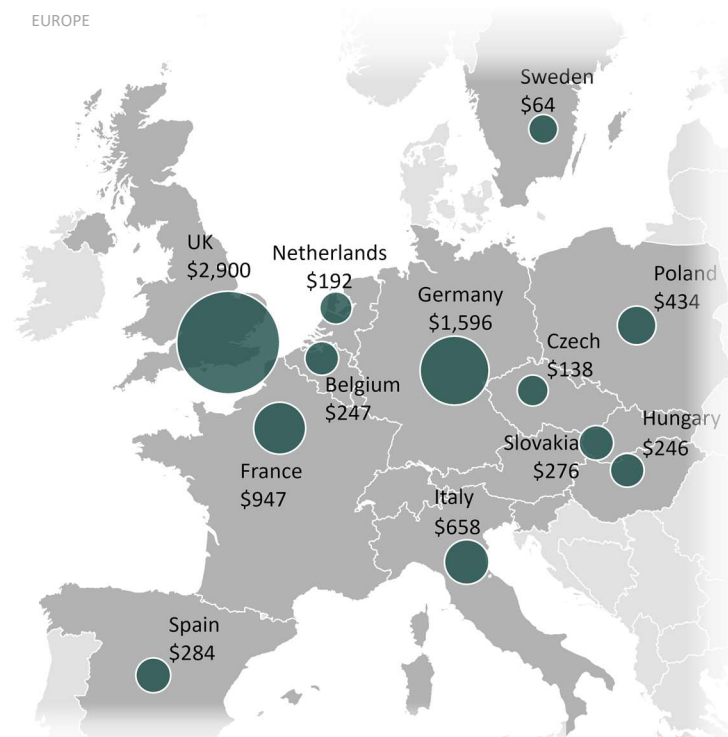 EUROPE
Sweden
$64
UK
$2,900
Netherlands
$192
Germany
$1,596
Poland
$434
Czech
$138
Belgium
$247
Hungary
$246
Slovakia
$276
France
$947
Italy
$658
Spain
$284